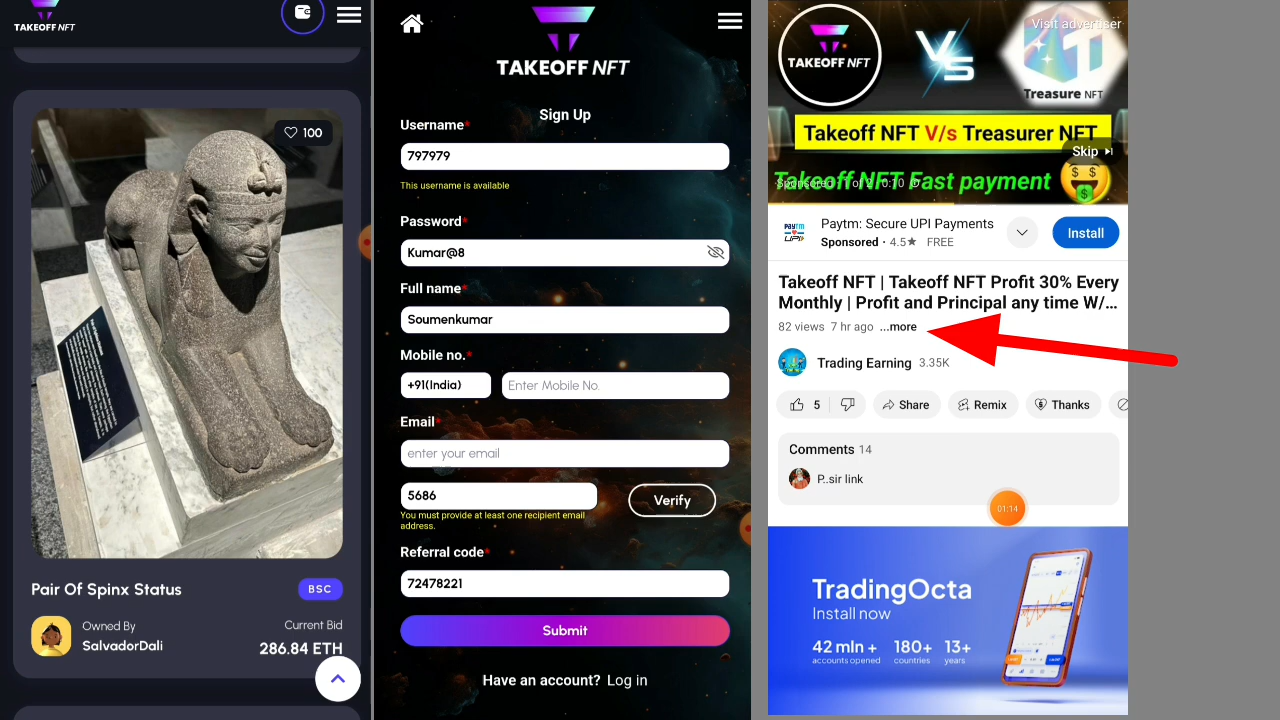 TAKEOFF NFT
100
Pair Of Spinx Status
BSC
Owned By
SalvadorDali
Current Bid
286.84 ETH
TAKEOFF NFT
Sign Up
Username*
797979
This username is available
Password*
Kumar@8
Full name*
Soumenkumar
Mobile no.*
+91(India)
Enter Mobile No.
Email*
enter your email
5686
Verify
You must provide at least one recipient email
address.
Referral code*
72478221
Submit
Have an account? Log in
Visit advertiser
TAKEOFF NFT
VS
Treasure NFT
Takeoff NFT V/s Treasurer NFT
Skip
Takeoff NFT Fast payment
Sponsored 1 of 2 · 0:10
Paytm: Secure UPI Payments
Sponsored · 4.5★ FREE
Install
Takeoff NFT | Takeoff NFT Profit 30% Every
Monthly | Profit and Principal any time W/...
82 views 7 hr ago ...more
Trading Earning 3.35K
5
Share
Remix
Thanks
Comments 14
P..sir link
01:14
TradingOcta
Install now
42 mln + 180+ 13+
accounts opened countries years